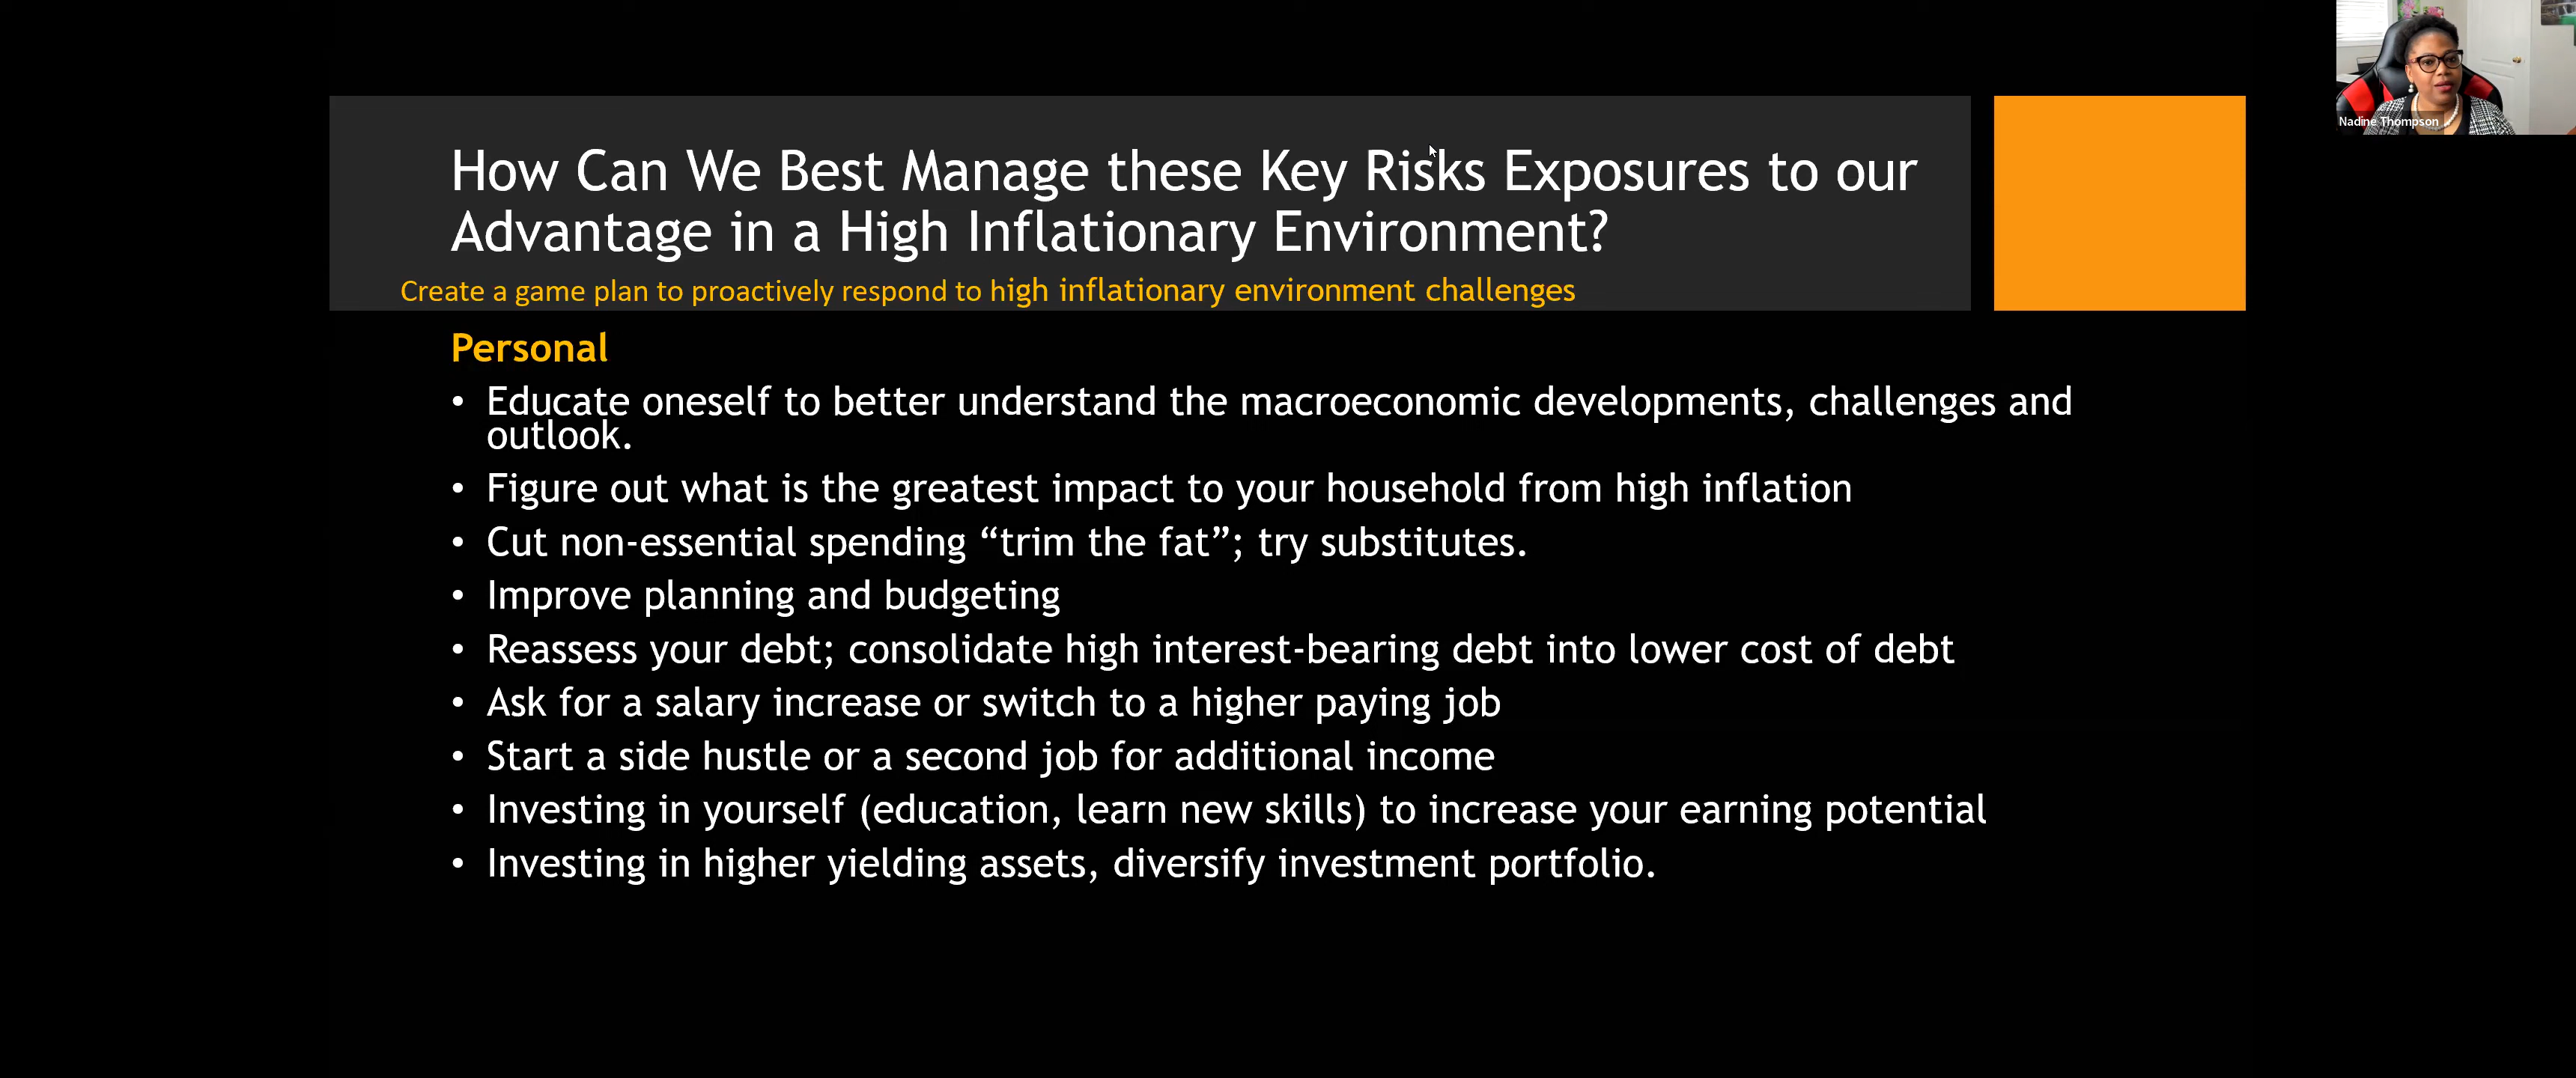 How Can We Best Manage these Key Risks Exposures to our
Advantage in a High Inflationary Environment?
Create a game plan to proactively respond to high inflationary environment challenges
Personal
• Educate oneself to better understand the macroeconomic developments, challenges and
outlook.
• Figure out what is the greatest impact to your household from high inflation
• Cut non-essential spending “trim the fat”; try substitutes.
• Improve planning and budgeting
• Reassess your debt; consolidate high interest-bearing debt into lower cost of debt
• Ask for a salary increase or switch to a higher paying job
• Start a side hustle or a second job for additional income
• Investing in yourself (education, learn new skills) to increase your earning potential
• Investing in higher yielding assets, diversify investment portfolio.
Nadine Thompson